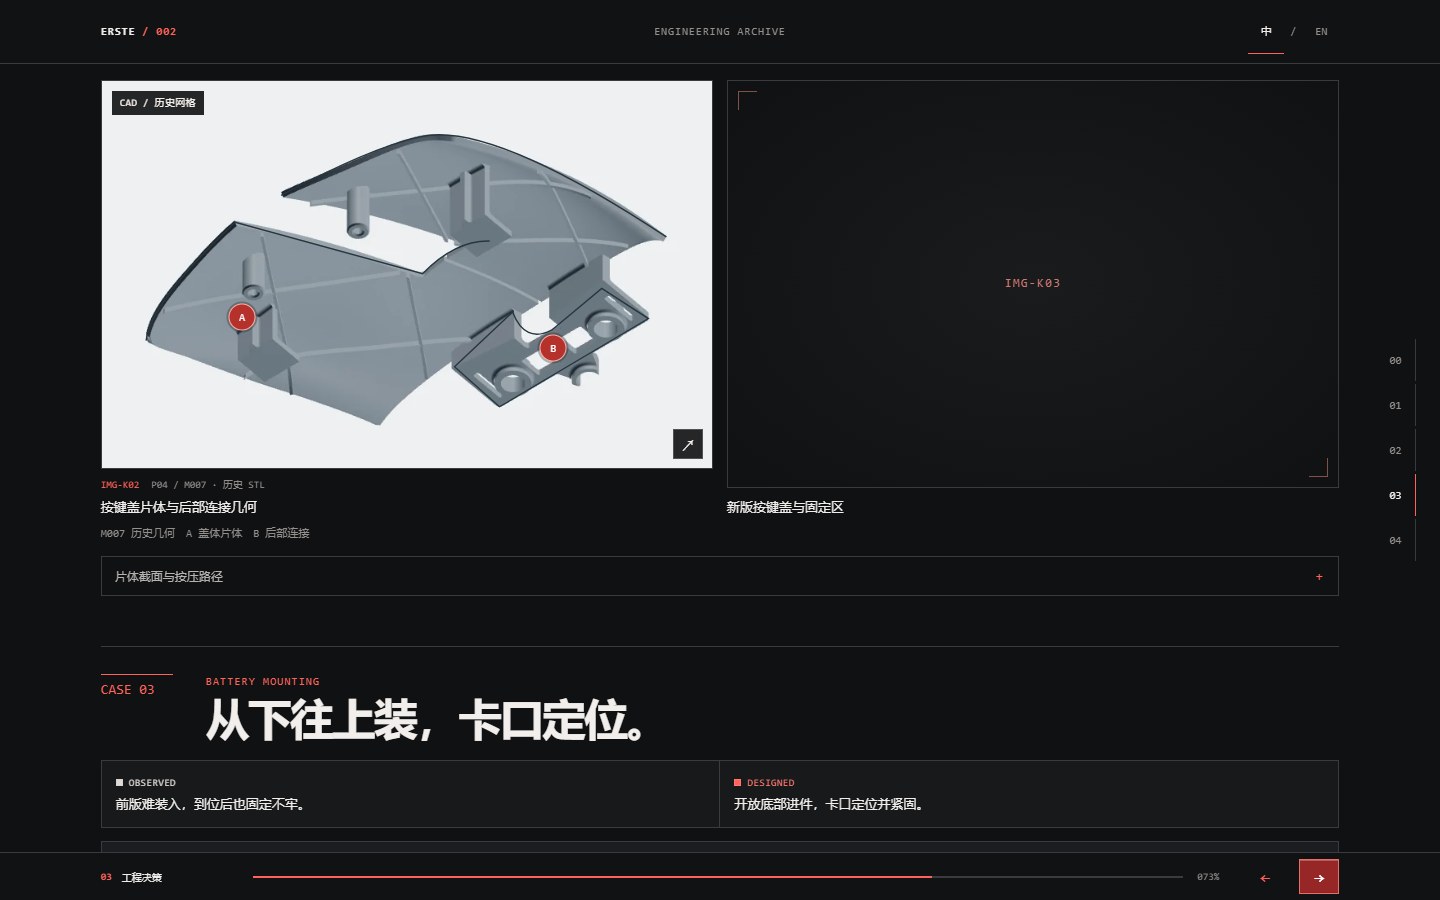 ERSTE / 002
ENGINEERING ARCHIVE
中 / EN
CAD / 历史网格
A
B
↗
IMG-K02 P04 / M007 · 历史 STL
按键盖片体与后部连接几何
M007 历史几何 A 盖体片体 B 后部连接
IMG-K03
新版按键盖与固定区
片体截面与按压路径 +
00
01
02
03
04
CASE 03
BATTERY MOUNTING
从下往上装，卡口定位。
OBSERVED
前版难装入，到位后也固定不牢。
DESIGNED
开放底部进件，卡口定位并紧固。
03 工程决策
073%
← →